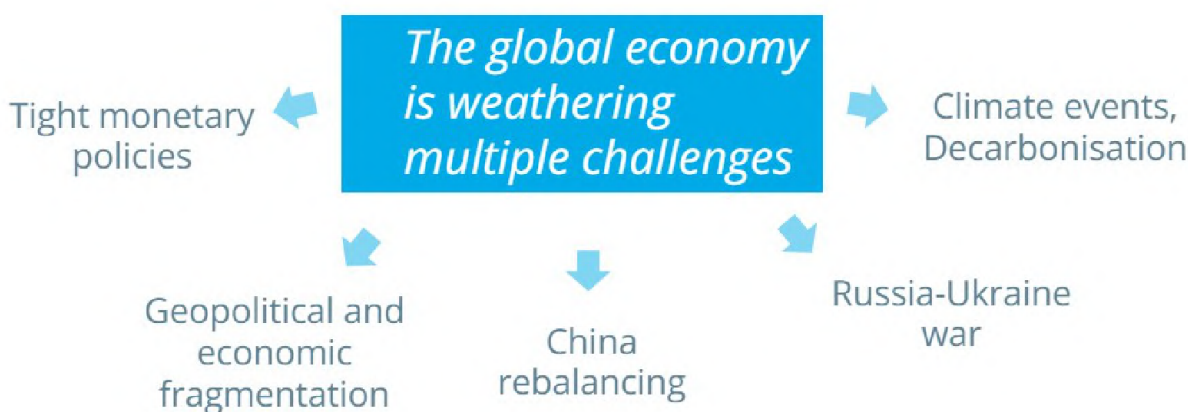 The global economy
is weathering
multiple challenges
Tight monetary
policies
Climate events,
Decarbonisation
Geopolitical and
economic
fragmentation
China
rebalancing
Russia-Ukraine
war